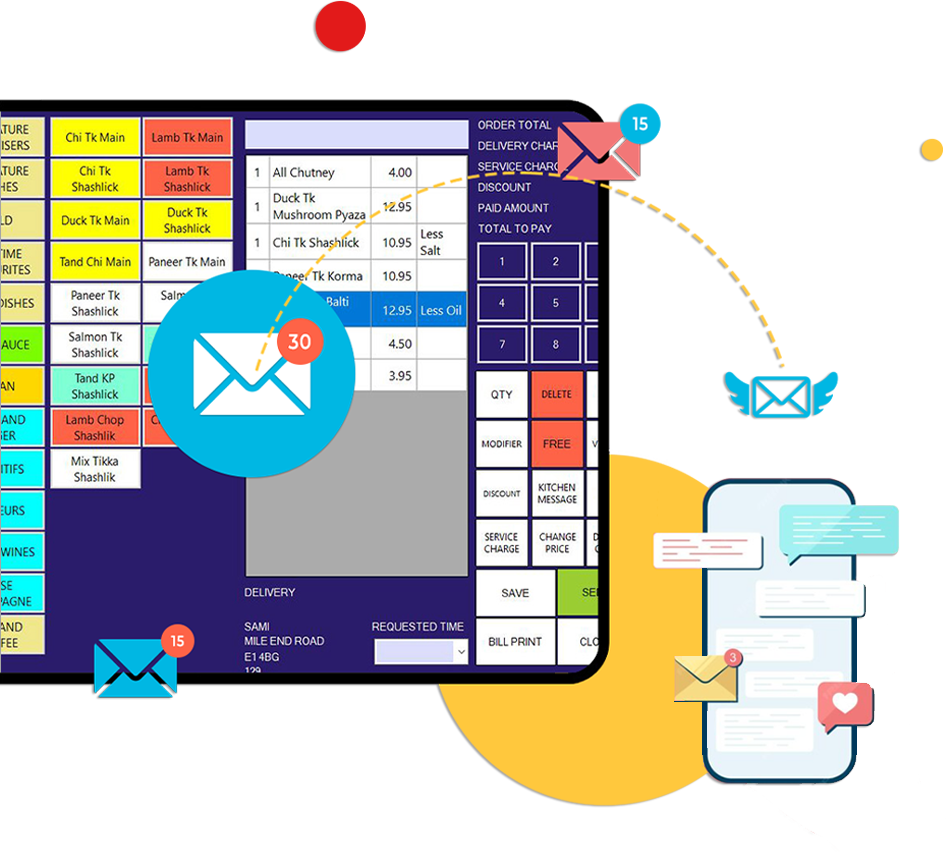 TURE
ISERS
TURE
HES
LD
TIME
RITES
DISHES
AUCE
AN
AND
GER
ITIFS
EURS
WINES
SE
PAGNE
AND
FEE
Chi Tk Main
Lamb Tk Main
Chi Tk
Shashlick
Lamb Tk
Shashlick
Duck Tk Main
Duck Tk
Shashlick
Tand Chi Main
Paneer Tk Main
Paneer Tk
Shashlick
Salm
Salmon Tk
Shashlick
Tand KP
Shashlick
Lamb Chop
Shashlik
C
Mix Tikka
Shashlik
1 All Chutney 4.00
1 Duck Tk
Mushroom Pyaza 12.95
1 Chi Tk Shashlick 10.95 Less
Salt
Paneer Tk Korma 10.95
Balti
12.95 Less Oil
4.50
3.95
30
DELIVERY
SAMI
MILE END ROAD
E1 4BG
129
REQUESTED TIME
15
ORDER TOTAL
DELIVERY CHAR
SERVICE CHARG
DISCOUNT
PAID AMOUNT
TOTAL TO PAY
15
1 2
4 5
7 8
QTY
DELETE
MODIFIER
FREE
V
DISCOUNT
KITCHEN
MESSAGE
SERVICE
CHARGE
CHANGE
PRICE
D
C
SAVE
SE
BILL PRINT
CLO
3